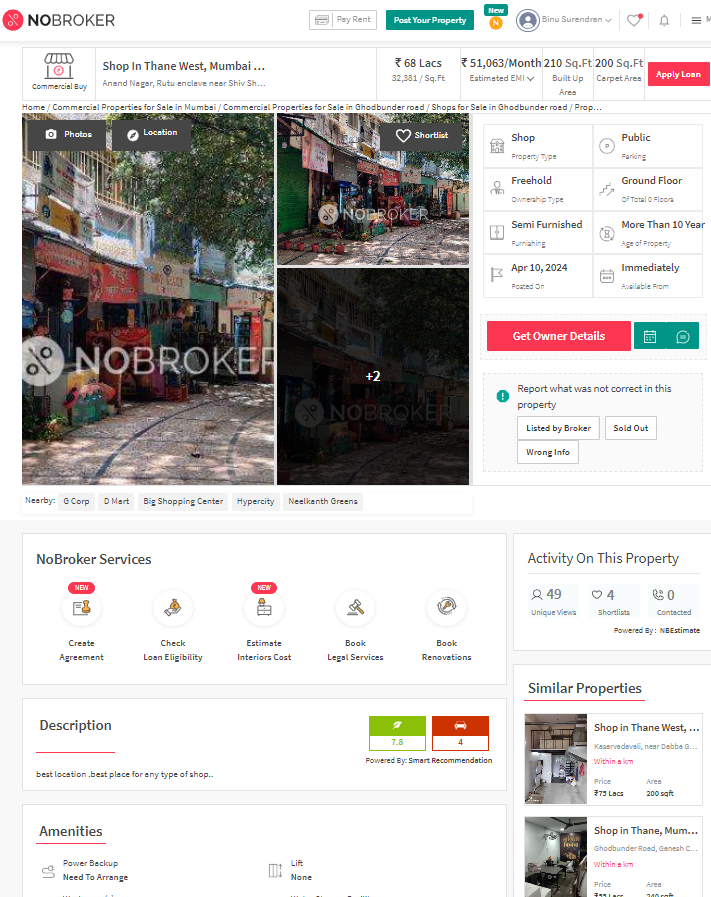 NOBROKER
Pay Rent
Post Your Property
New
N
Binu Surendran
M
Commercial Buy
Shop In Thane West, Mumbai ...
Anand Nagar, Rutu enclave near Shiv Sh...
₹ 68 Lacs
32,381 / Sq.Ft
₹ 51,063/Month
Estimated EMI
210 Sq.Ft
Built Up
Area
200 Sq.Ft
Carpet Area
Apply Loan
Home / Commercial Properties for Sale in Mumbai / Commercial Properties for Sale in Ghodbunder road / Shops for Sale in Ghodbunder road / Prop...
Photos
Location
Shortlist
NOBROKER
NOBROKER
NOBROKER
+2
Shop
Property Type
P
Public
Parking
Freehold
Ownership Type
Ground Floor
Of Total 0 Floors
Semi Furnished
Furnishing
More Than 10 Year
Age of Property
Apr 10, 2024
Posted On
Immediately
Available From
Get Owner Details
Report what was not correct in this
property
Listed by Broker
Sold Out
Wrong Info
Nearby:
G Corp
D Mart
Big Shopping Center
Hypercity
Neelkanth Greens
NoBroker Services
NEW
Create
Agreement
Check
Loan Eligibility
NEW
Estimate
Interiors Cost
Book
Legal Services
Book
Renovations
Activity On This Property
49
Unique Views
4
Shortlists
0
Contacted
Powered By : NBEstimate
Description
7.8
4
Powered By: Smart Recommendation
best location .best place for any type of shop..
Similar Properties
Shop in Thane West, ...
Kasarvadavali, near Dabba G...
Within a km
Price
₹75 Lacs
Area
200 sqft
Shop in Thane, Mum...
Ghodbunder Road, Ganesh C...
Within a km
Price
₹55 Lacs
Area
240 sqft
Amenities
Power Backup
Need To Arrange
Lift
None